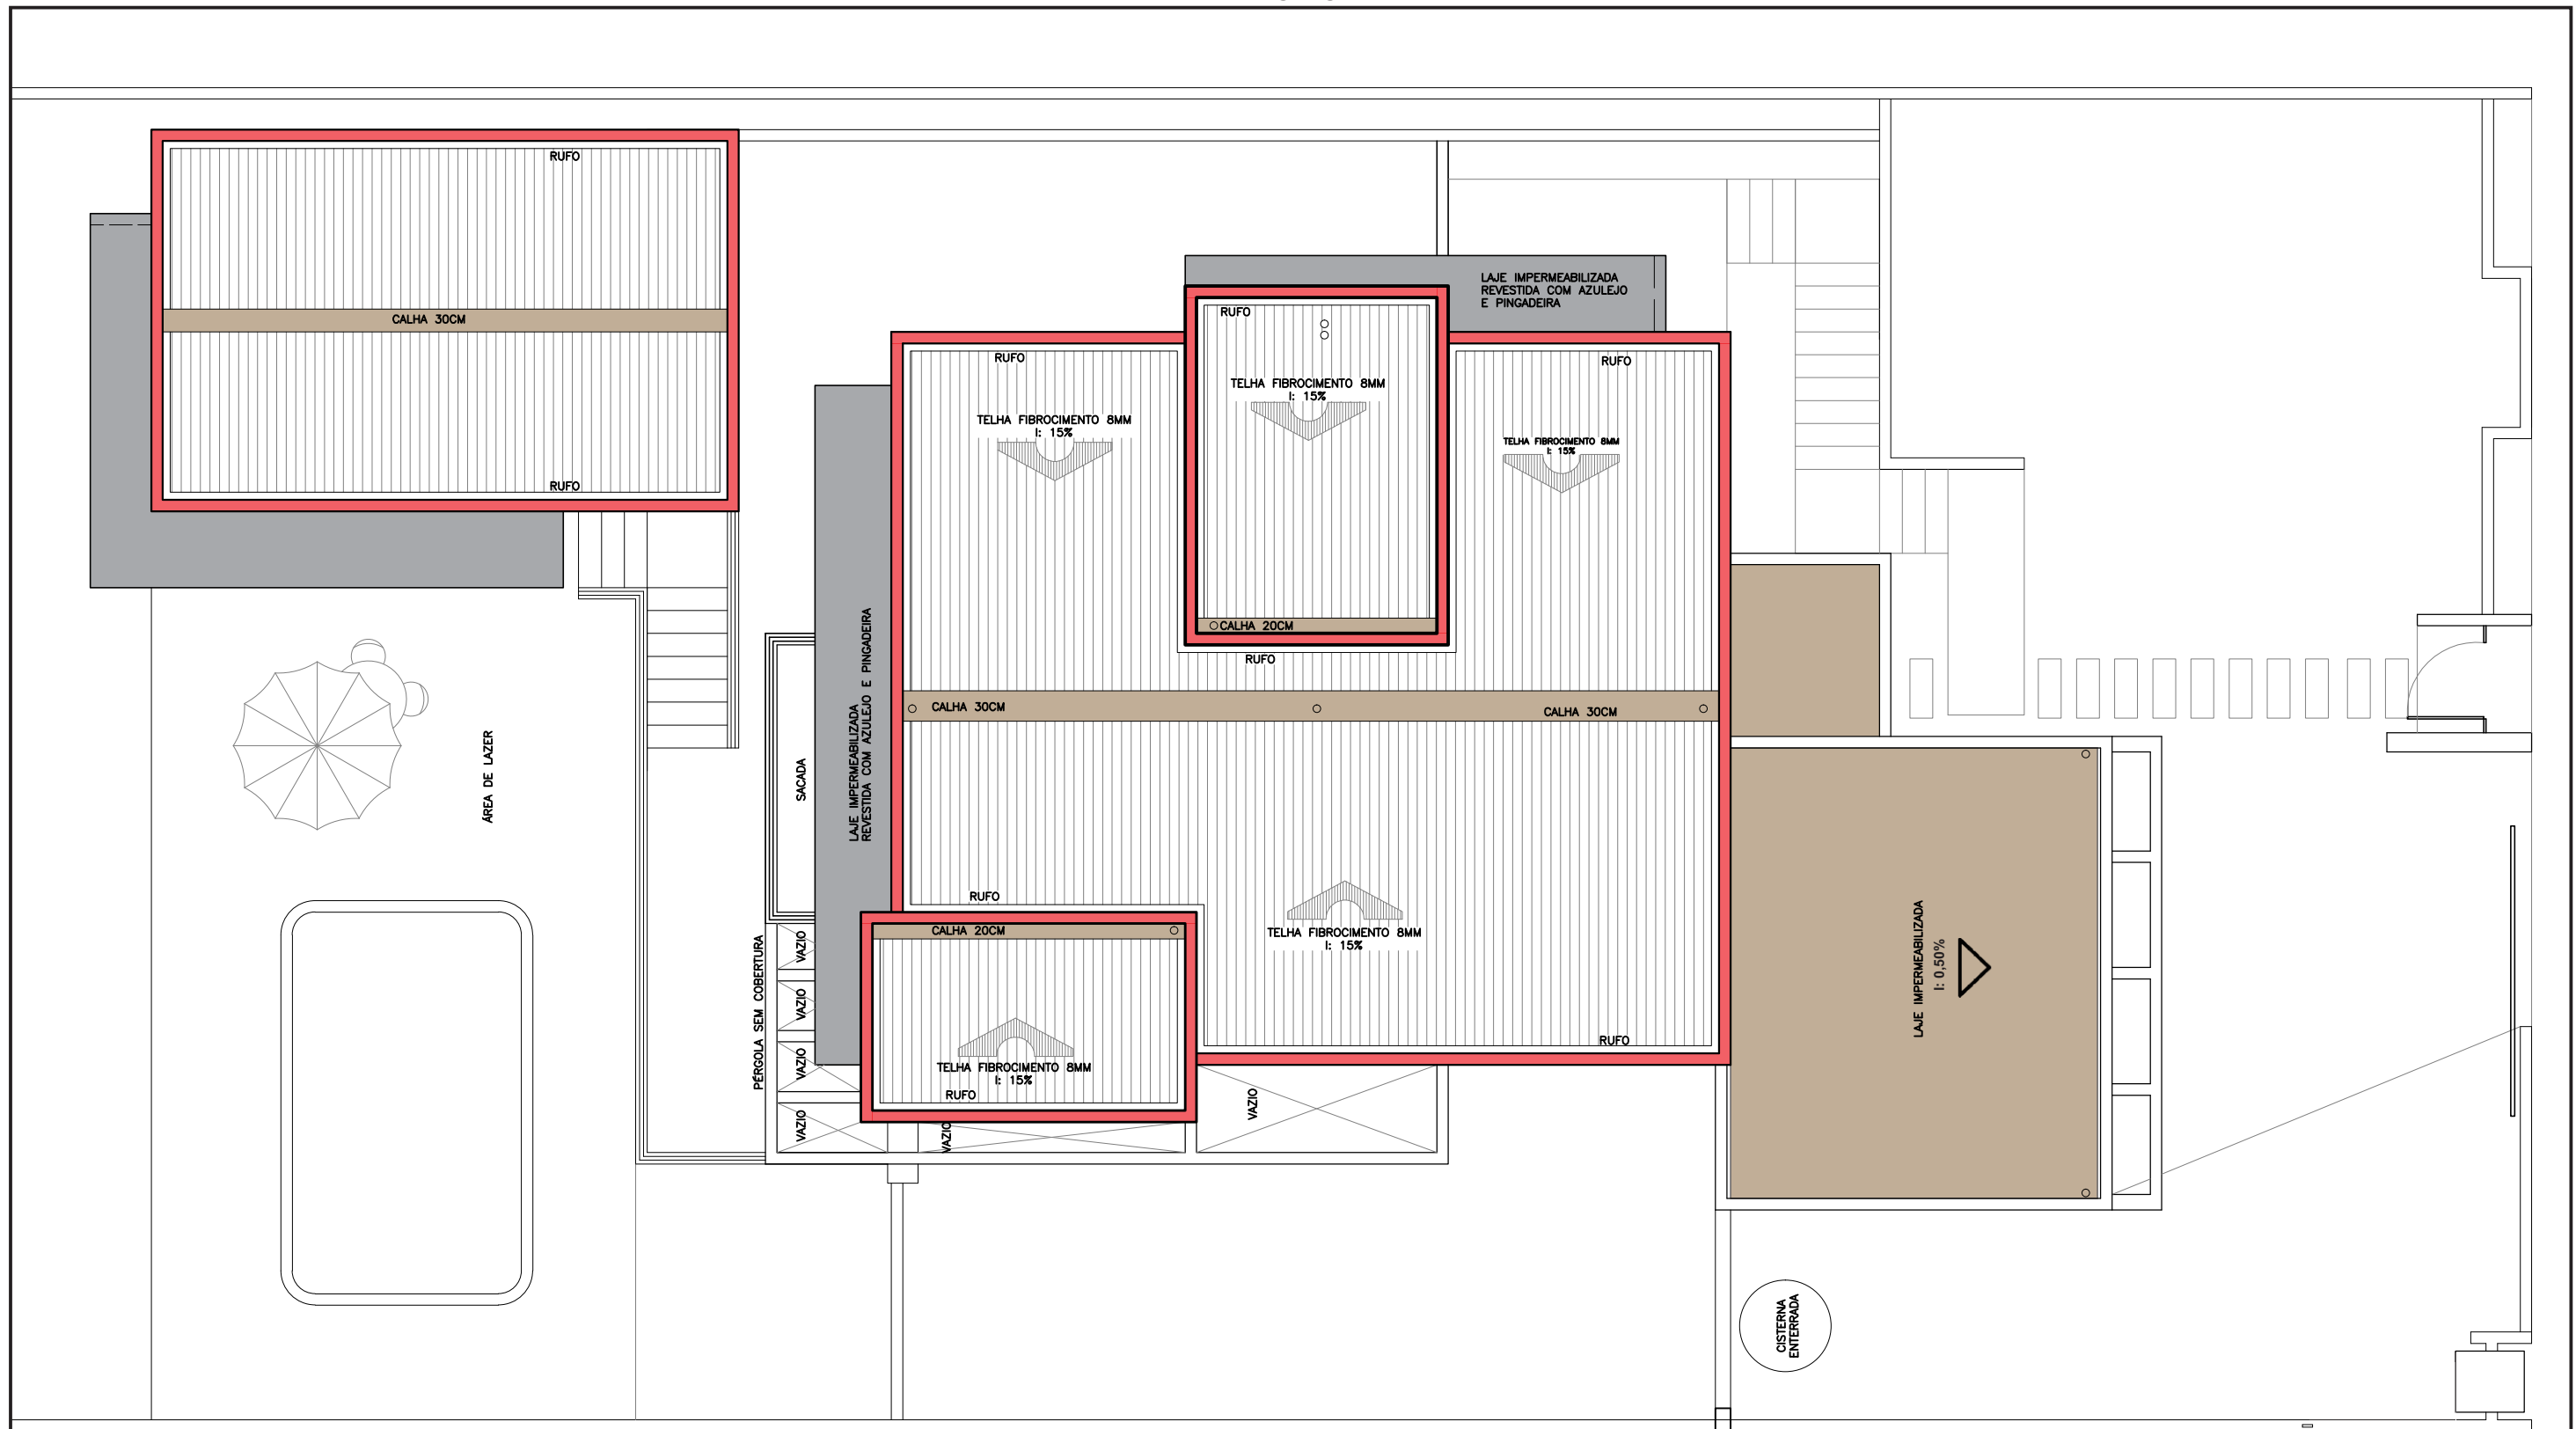 RUFO
CALHA 30CM
RUFO
LAJE IMPERMEABILIZADA
REVESTIDA COM AZULEJO
E PINGADEIRA
RUFO
RUFO
TELHA FIBROCIMENTO 8MM
I: 15%
RUFO
TELHA FIBROCIMENTO 8MM
I: 15%
RUFO
TELHA FIBROCIMENTO 8MM
I: 15%
CALHA 20CM
RUFO
LAJE IMPERMEABILIZADA
REVESTIDA COM AZULEJO E PINGADEIRA
SACADA
ÁREA DE LAZER
CALHA 30CM
CALHA 30CM
RUFO
CALHA 20CM
TELHA FIBROCIMENTO 8MM
I: 15%
RUFO
TELHA FIBROCIMENTO 8MM
I: 15%
RUFO
PÉRGOLA SEM COBERTURA
VAZIO
VAZIO
VAZIO
VAZIO
VAZIO
VAZIO
LAJE IMPERMEABILIZADA
I: 0,50%
CISTERNA
ENTERRADA